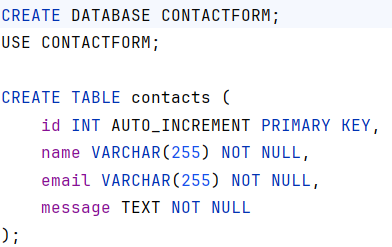 CREATE DATABASE CONTACTFORM;
USE CONTACTFORM;

CREATE TABLE contacts (
    id INT AUTO_INCREMENT PRIMARY KEY,
    name VARCHAR(255) NOT NULL,
    email VARCHAR(255) NOT NULL,
    message TEXT NOT NULL
);